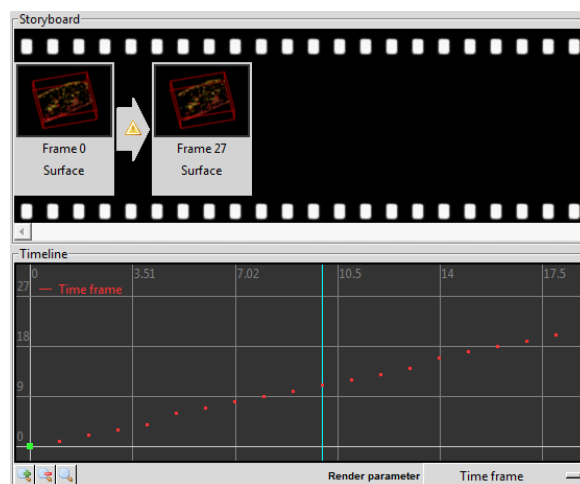 Storyboard
Frame 0
Surface
Frame 27
Surface
Timeline
0 3.51 7.02 10.5 14 17.5
27
Time frame
18
9
0
Render parameter Time frame